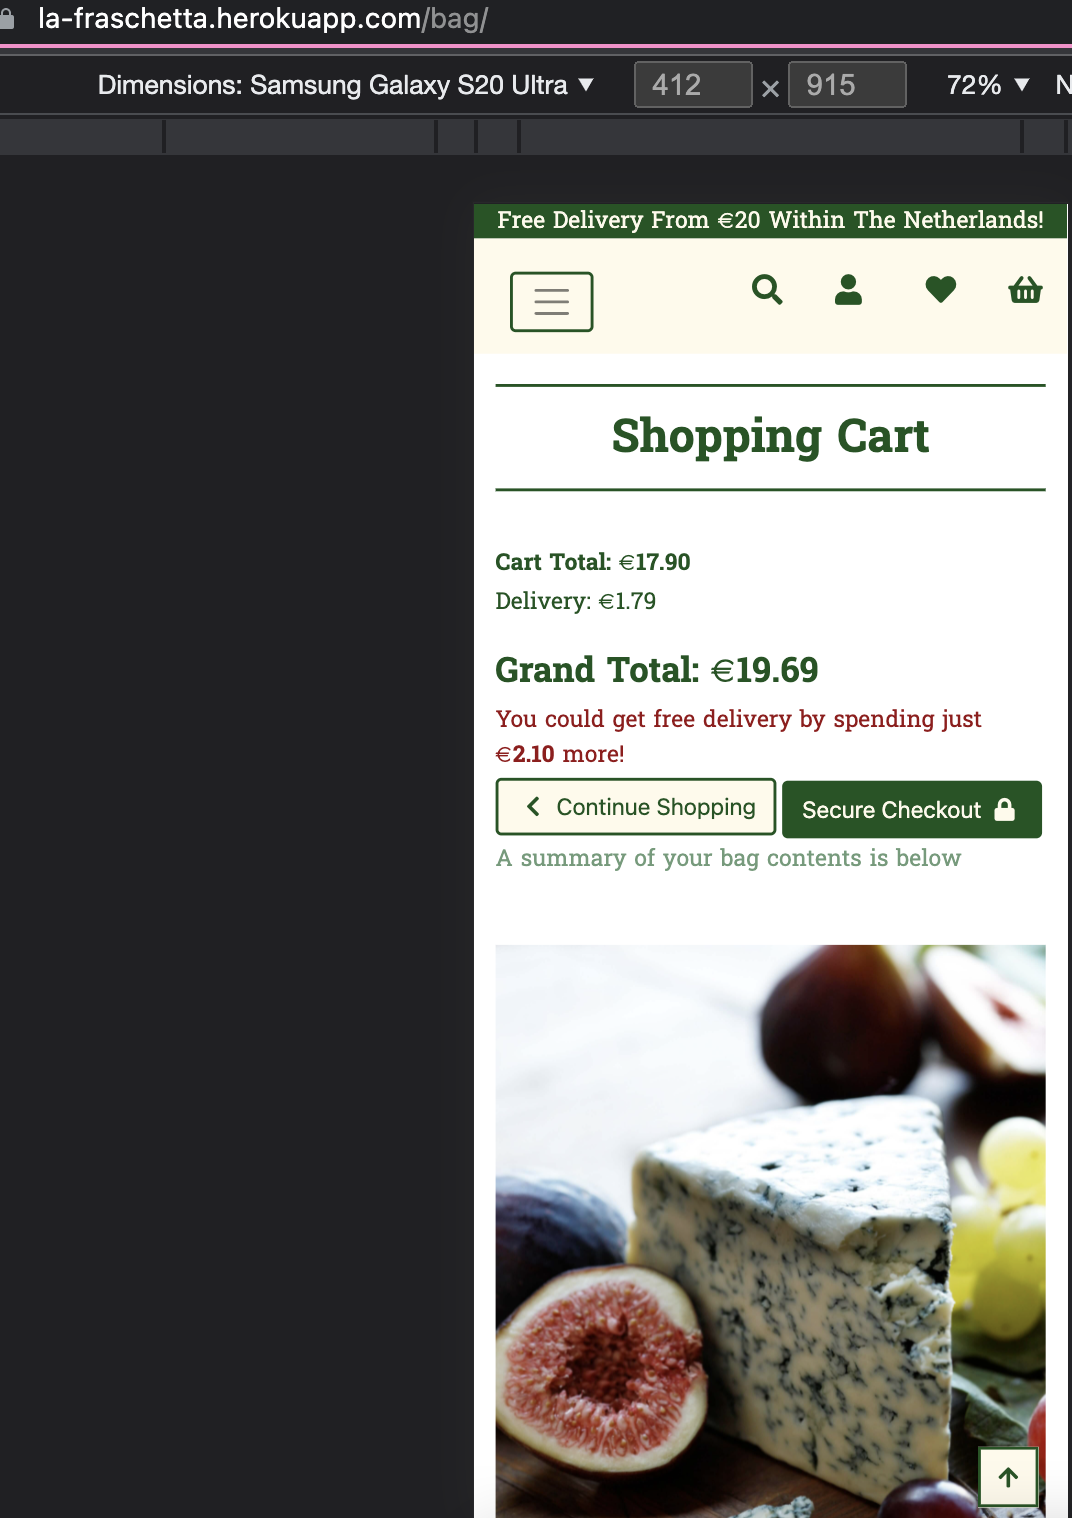 la-fraschetta.herokuapp.com/bag/
Dimensions: Samsung Galaxy S20 Ultra ▼ 412 × 915 72% ▼ N
Free Delivery From €20 Within The Netherlands!
Shopping Cart
Cart Total: €17.90
Delivery: €1.79
Grand Total: €19.69
You could get free delivery by spending just
€2.10 more!
Continue Shopping Secure Checkout
A summary of your bag contents is below